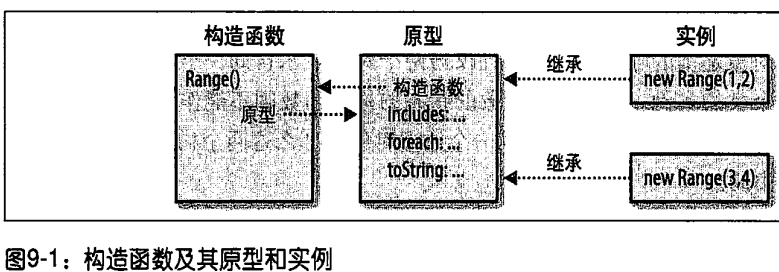 构造函数
原型
实例
Range()
原型
构造函数
includes: ...
foreach: ...
toString: ...
继承
new Range(1,2)
继承
new Range(3,4)
图9-1：构造函数及其原型和实例